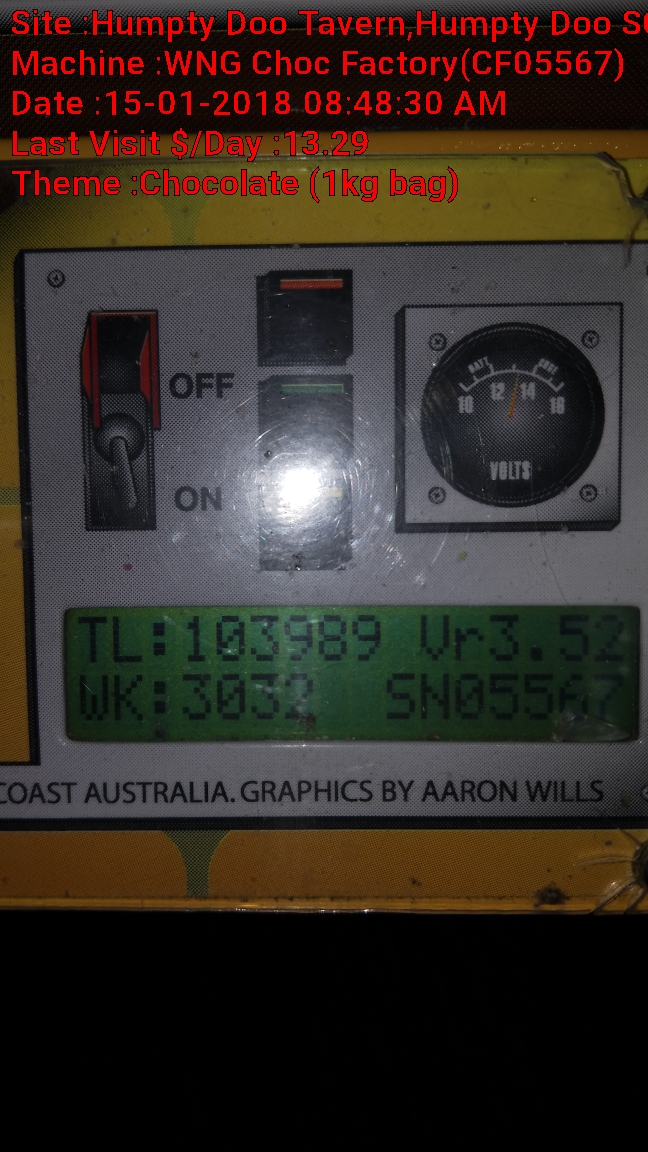 Site :Humpty Doo Tavern,Humpty Doo
Machine :WNG Choc Factory(CF05567)
Date :15-01-2018 08:48:30 AM
Last Visit $/Day :13.29
Theme :Chocolate (1kg bag)
OFF
ON
BATT
10 12 14 16
VOLTS
TL:103989 Vr3.52
WK:3032 SN05567
COAST AUSTRALIA. GRAPHICS BY AARON WILLS